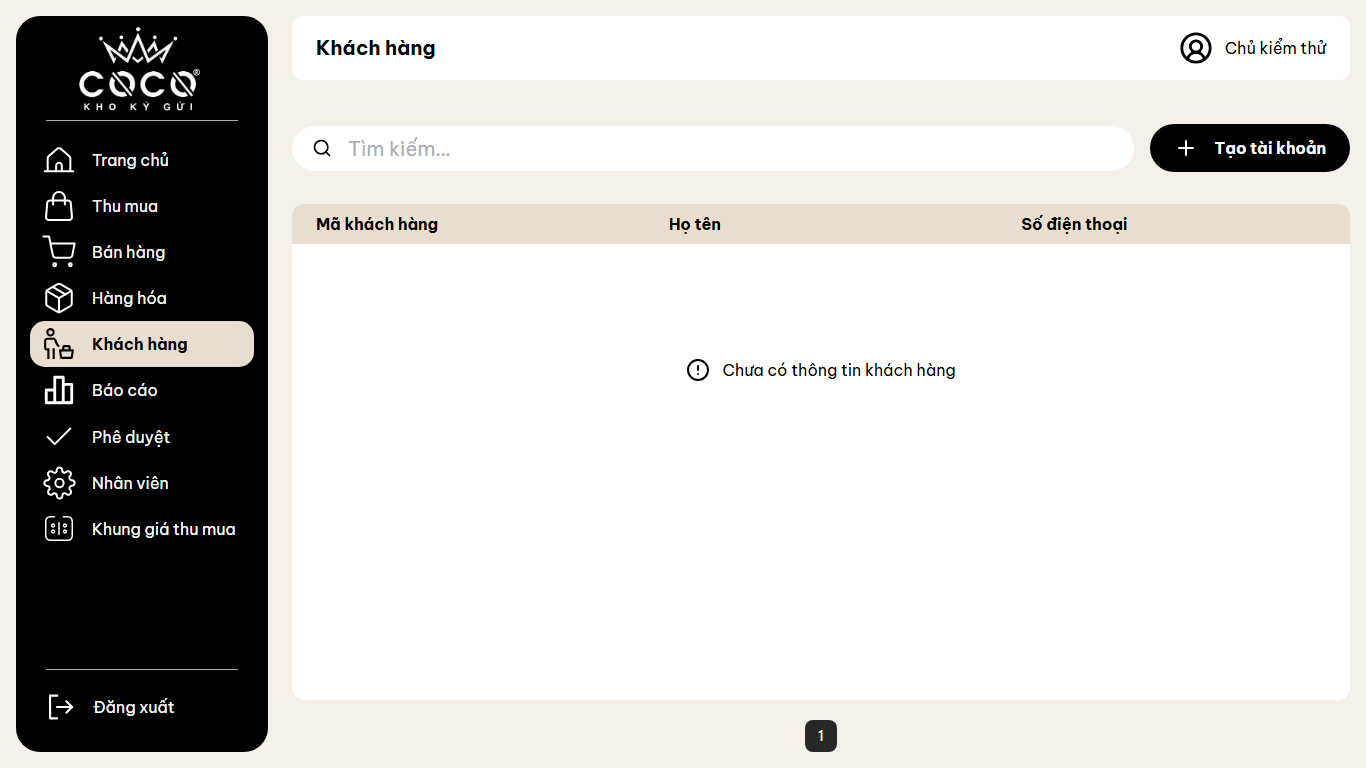 COCO®
KHO KÝ GỬI
Trang chủ
Thu mua
Bán hàng
Hàng hóa
Khách hàng
Báo cáo
Phê duyệt
Nhân viên
Khung giá thu mua
Đăng xuất
Khách hàng
Chủ kiểm thử
Tìm kiếm...
Tạo tài khoản
Mã khách hàng Họ tên Số điện thoại
Chưa có thông tin khách hàng
1